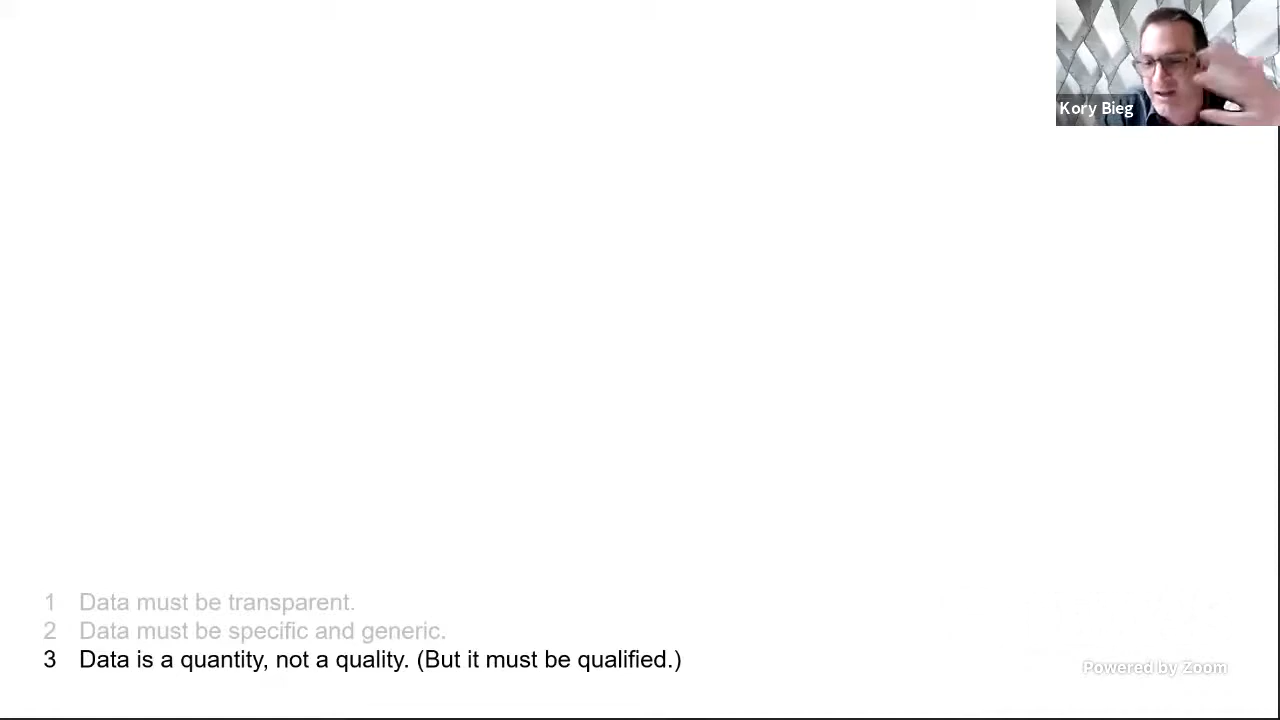 Kory Bieg
1 Data must be transparent.
2 Data must be specific and generic.
3 Data is a quantity, not a quality. (But it must be qualified.)
Powered by Zoom